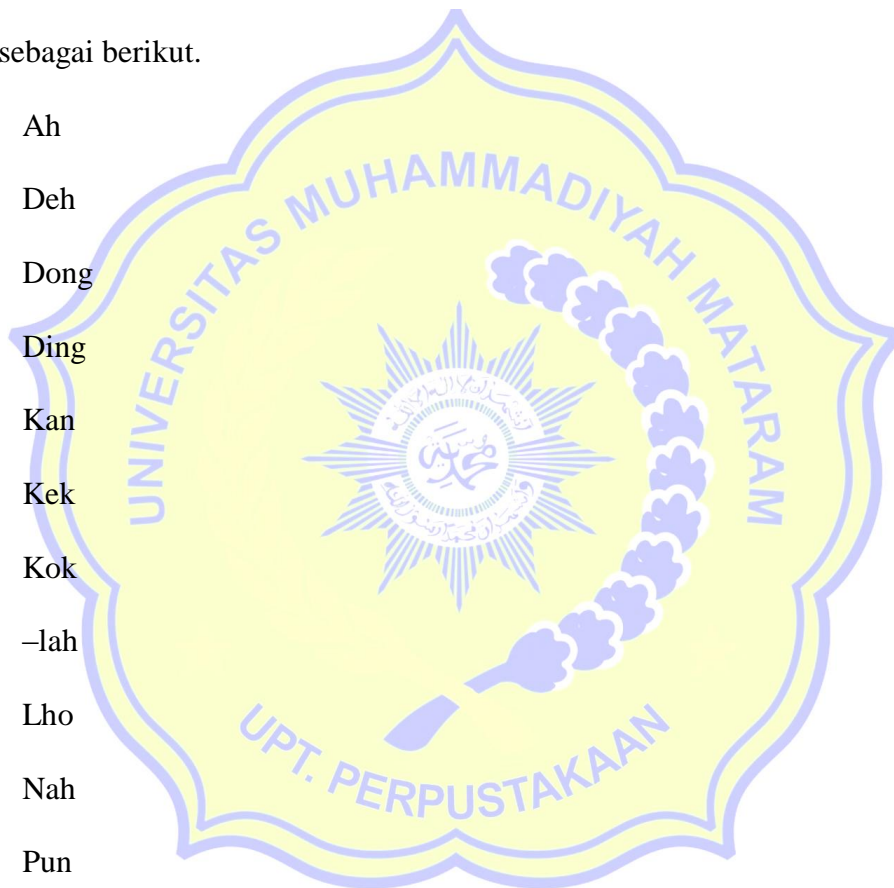 sebagai berikut.
Ah
Deh
Dong
Ding
Kan
Kek
Kok
–lah
Lho
Nah
Pun
UNIVERSITAS MUHAMMADIYAH MATARAM
UPT. PERPUSTAKAAN